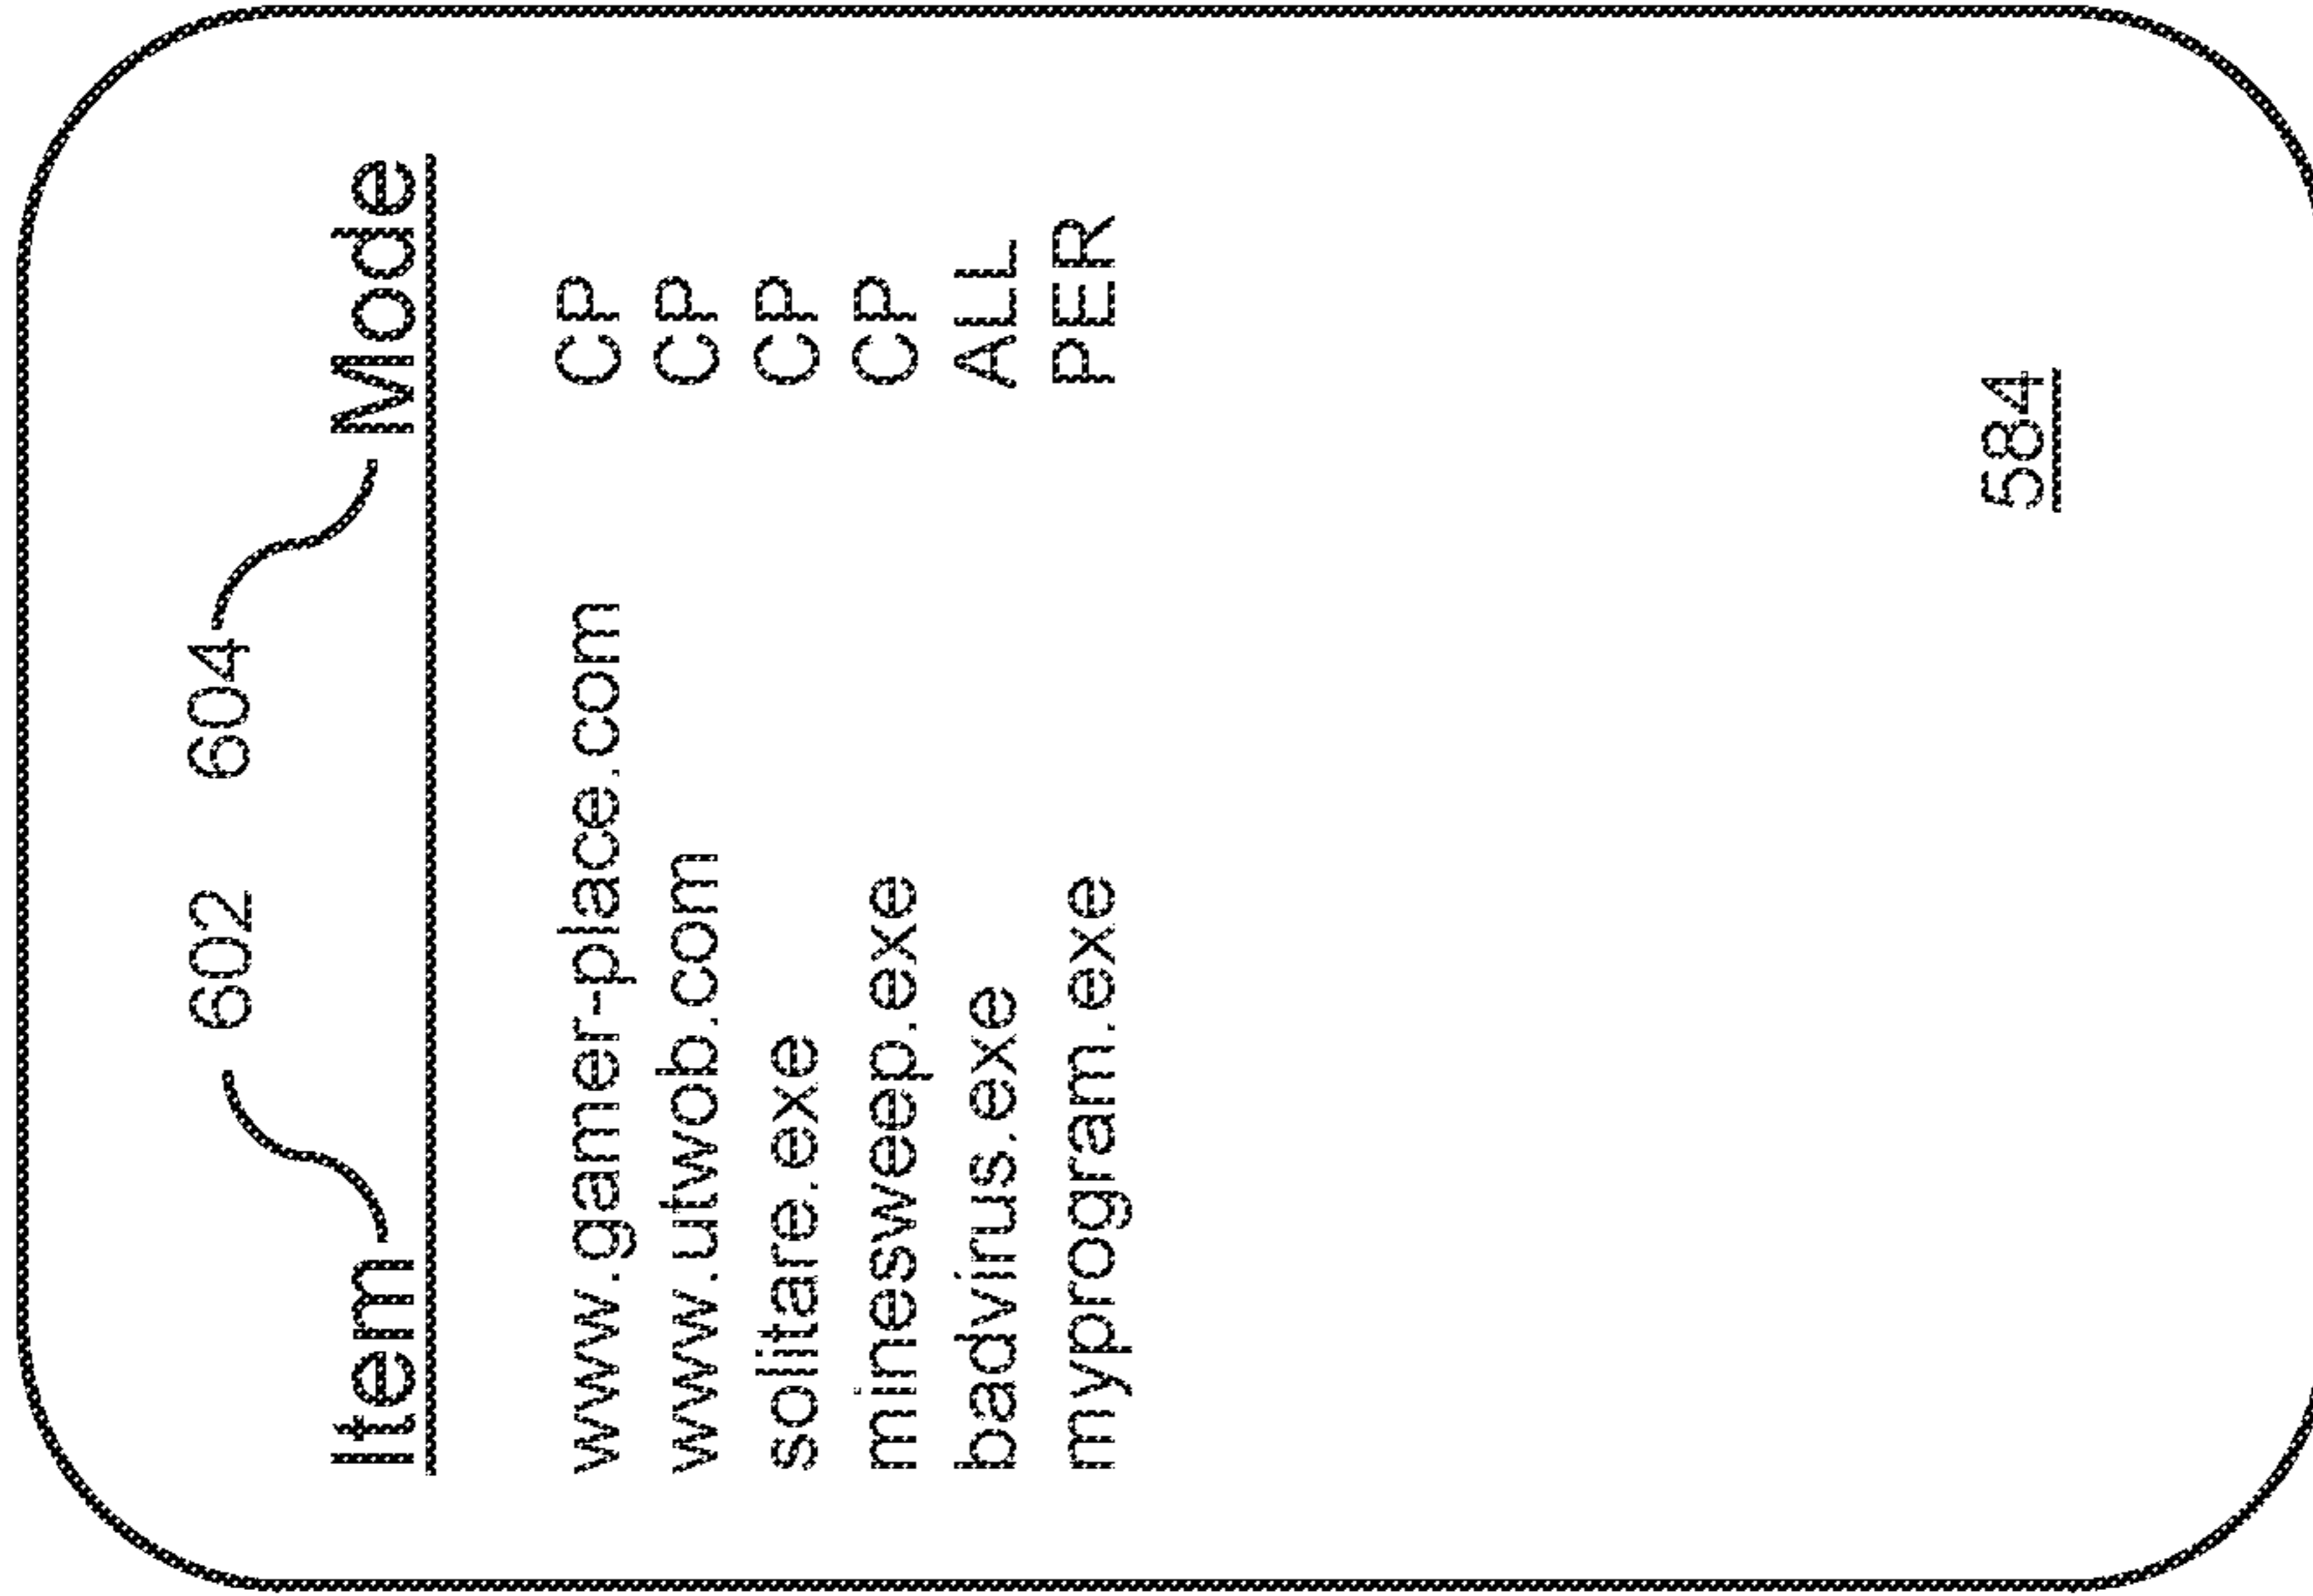 602 604
Item Mode
www.gamer-place.com CP
www.utwob.com CP
solitare.exe CP
minesweep.exe CP
badvirus.exe ALL
myprogram.exe PER
584